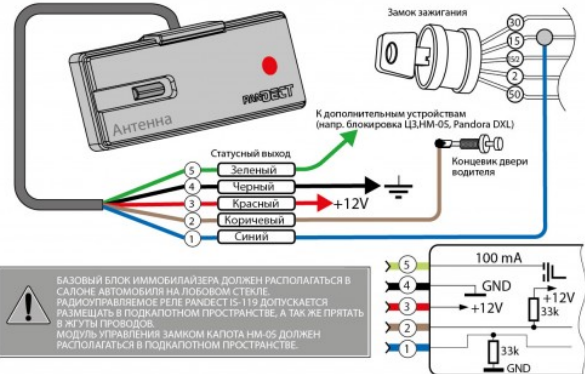 Замок зажигания
30
15
15/2
2
50
PANDECT
Антенна
К дополнительным устройствам
(напр. блокировка ЦЗ,НМ-05, Pandora DXL)
Статусный выход
Концевик двери
водителя
5 Зеленый
4 Черный
3 Красный +12V
2 Коричевый
1 Синий
БАЗОВЫЙ БЛОК ИММОБИЛАЙЗЕРА ДОЛЖЕН РАСПОЛАГАТЬСЯ В
САЛОНЕ АВТОМОБИЛЯ НА ЛОБОВОМ СТЕКЛЕ.
РАДИОУПРАВЛЯЕМОЕ РЕЛЕ PANDECT IS-119 ДОПУСКАЕТСЯ
РАЗМЕЩАТЬ В ПОДКАПОТНОМ ПРОСТРАНСТВЕ, А ТАК ЖЕ ПРЯТАТЬ
В ЖГУТЫ ПРОВОДОВ.
МОДУЛЬ УПРАВЛЕНИЯ ЗАМКОМ КАПОТА НМ-05 ДОЛЖЕН
РАСПОЛАГАТЬСЯ В ПОДКАПОТНОМ ПРОСТРАНСТВЕ.
5 100 mA
4 GND
3 +12V
+12V
33k
2
1
33k
GND